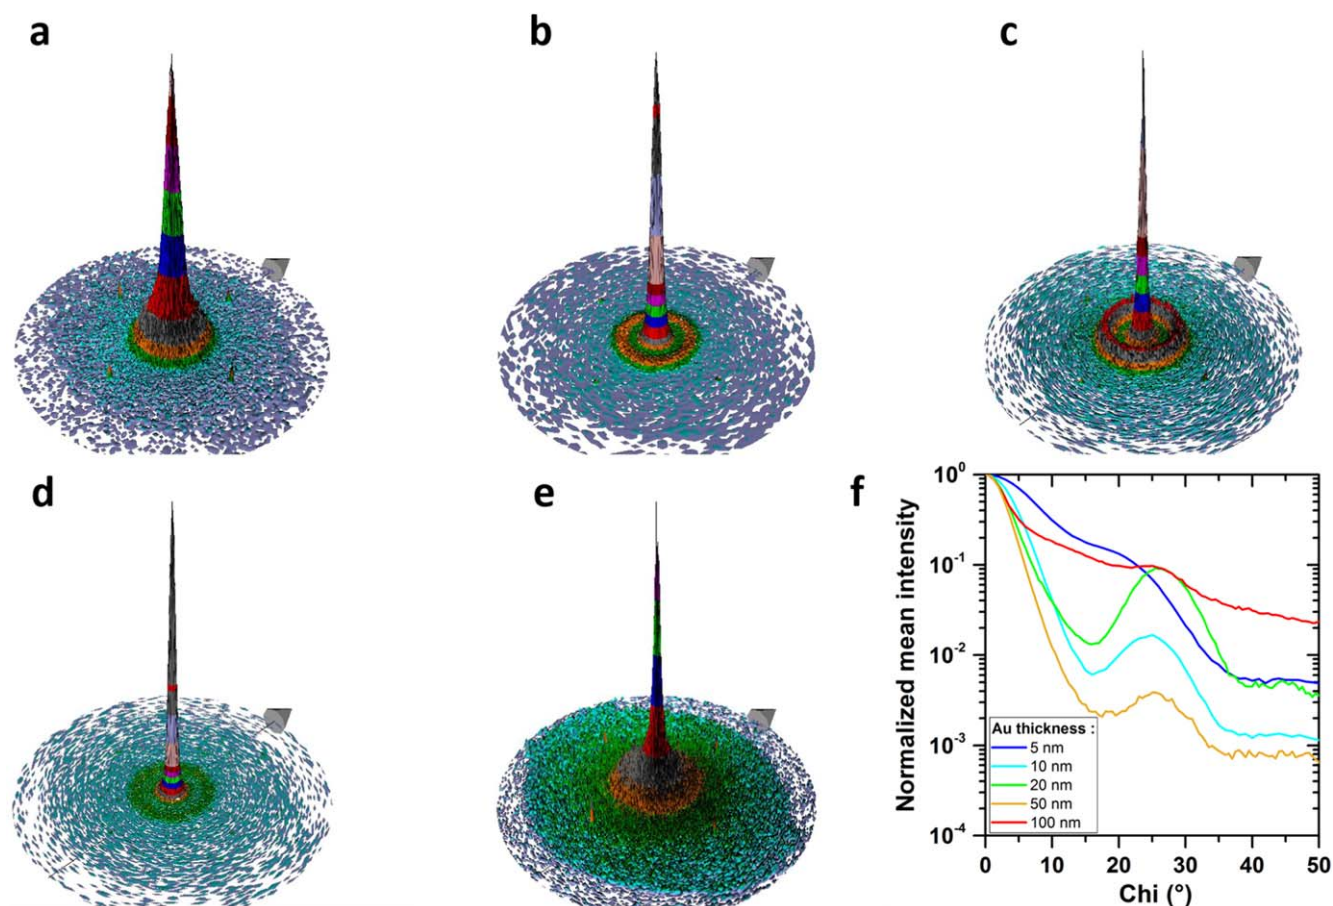 a
b
c
d
e
f
Normalized mean intensity
10⁰
10⁻¹
10⁻²
10⁻³
10⁻⁴
Au thickness :
5 nm
10 nm
20 nm
50 nm
100 nm
0 10 20 30 40 50
Chi (°)